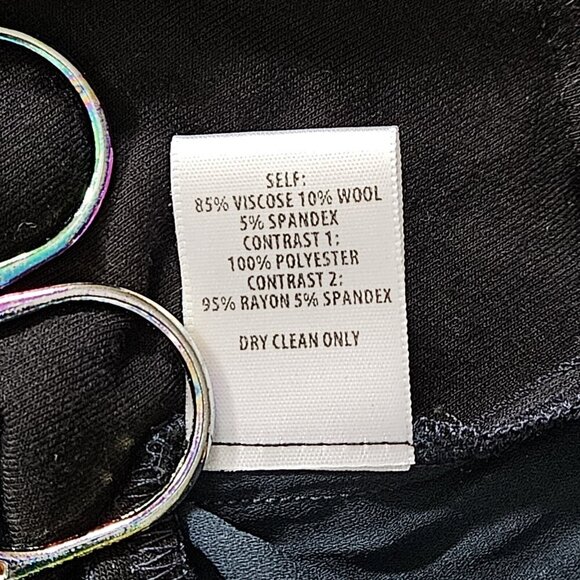 SELF:
85% VISCOSE 10% WOOL
5% SPANDEX
CONTRAST 1:
100% POLYESTER
CONTRAST 2:
95% RAYON 5% SPANDEX
DRY CLEAN ONLY